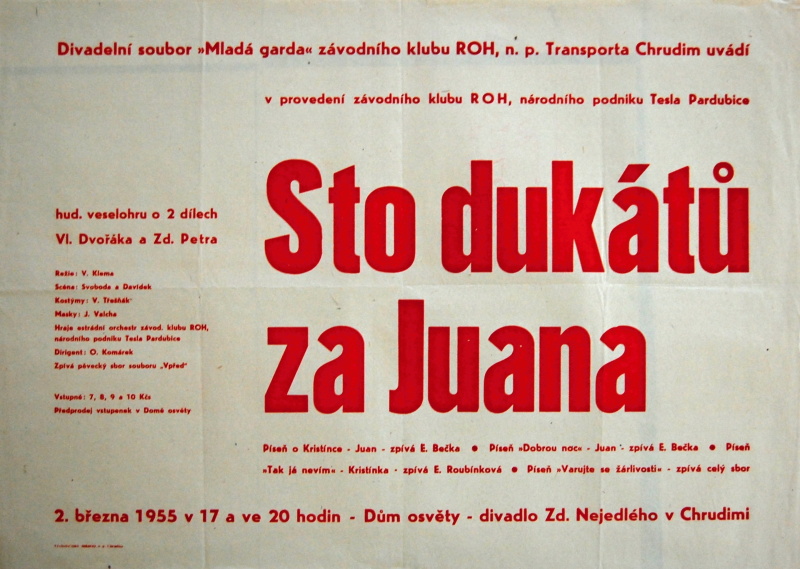 Divadelní soubor »Mladá garda« závodního klubu ROH, n. p. Transporta Chrudim uvádí
v provedení závodního klubu ROH, národního podniku Tesla Pardubice
hud. veselohru o 2 dílech
Vl. Dvořáka a Zd. Petra
Sto dukátů
za Juana
Režie: V. Klema
Scéna: Svoboda a Davídek
Kostýmy: V. Třešňák
Masky: J. Valcha
Hraje estrádní orchestr závod. klubu ROH,
národního podniku Tesla Pardubice
Dirigent: O. Komárek
Zpívá pěvecký sbor souboru „Vpřed"
Vstupné: 7, 8, 9 a 10 Kčs
Předprodej vstupenek v Domě osvěty
Píseň o Kristínce - Juan - zpívá E. Bečka ● Píseň »Dobrou noc« - Juan - zpívá E. Bečka ● Píseň
»Tak já nevím« - Kristínka - zpívá E. Roubínková ● Píseň »Varujte se žárlivosti« - zpívá celý sbor
2. března 1955 v 17 a ve 20 hodin - Dům osvěty - divadlo Zd. Nejedlého v Chrudimi